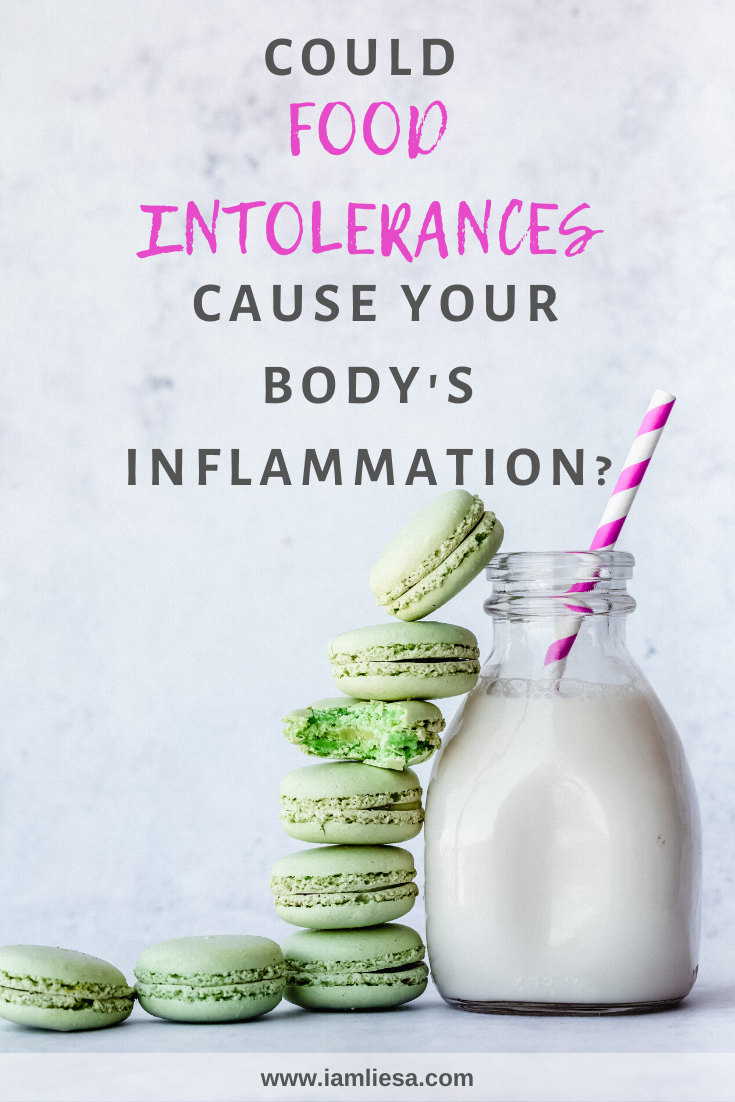 COULD
FOOD
INTOLERANCES
CAUSE YOUR
BODY'S
INFLAMMATION?
www.iamliesa.com